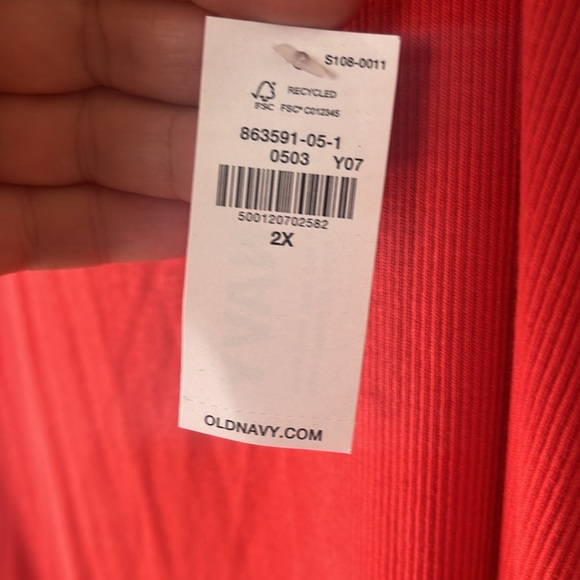 S108-0011
RECYCLED
FSC FSC® C012345
863591-05-1
0503 Y07
500120702582
2X
OLDNAVY.COM